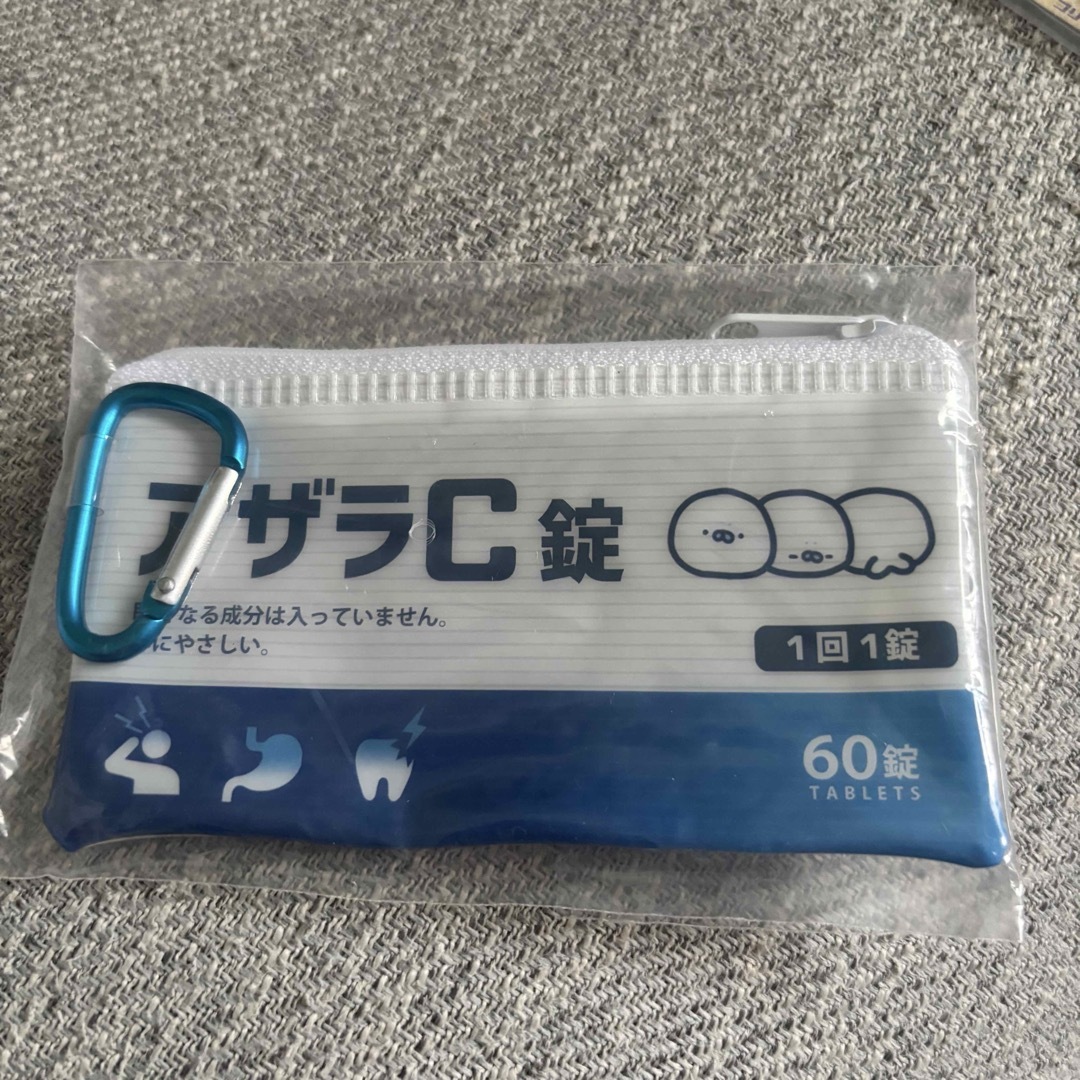 アザラC錠
なる成分は入っていません。
にやさしい。
1回1錠
60錠
TABLETS